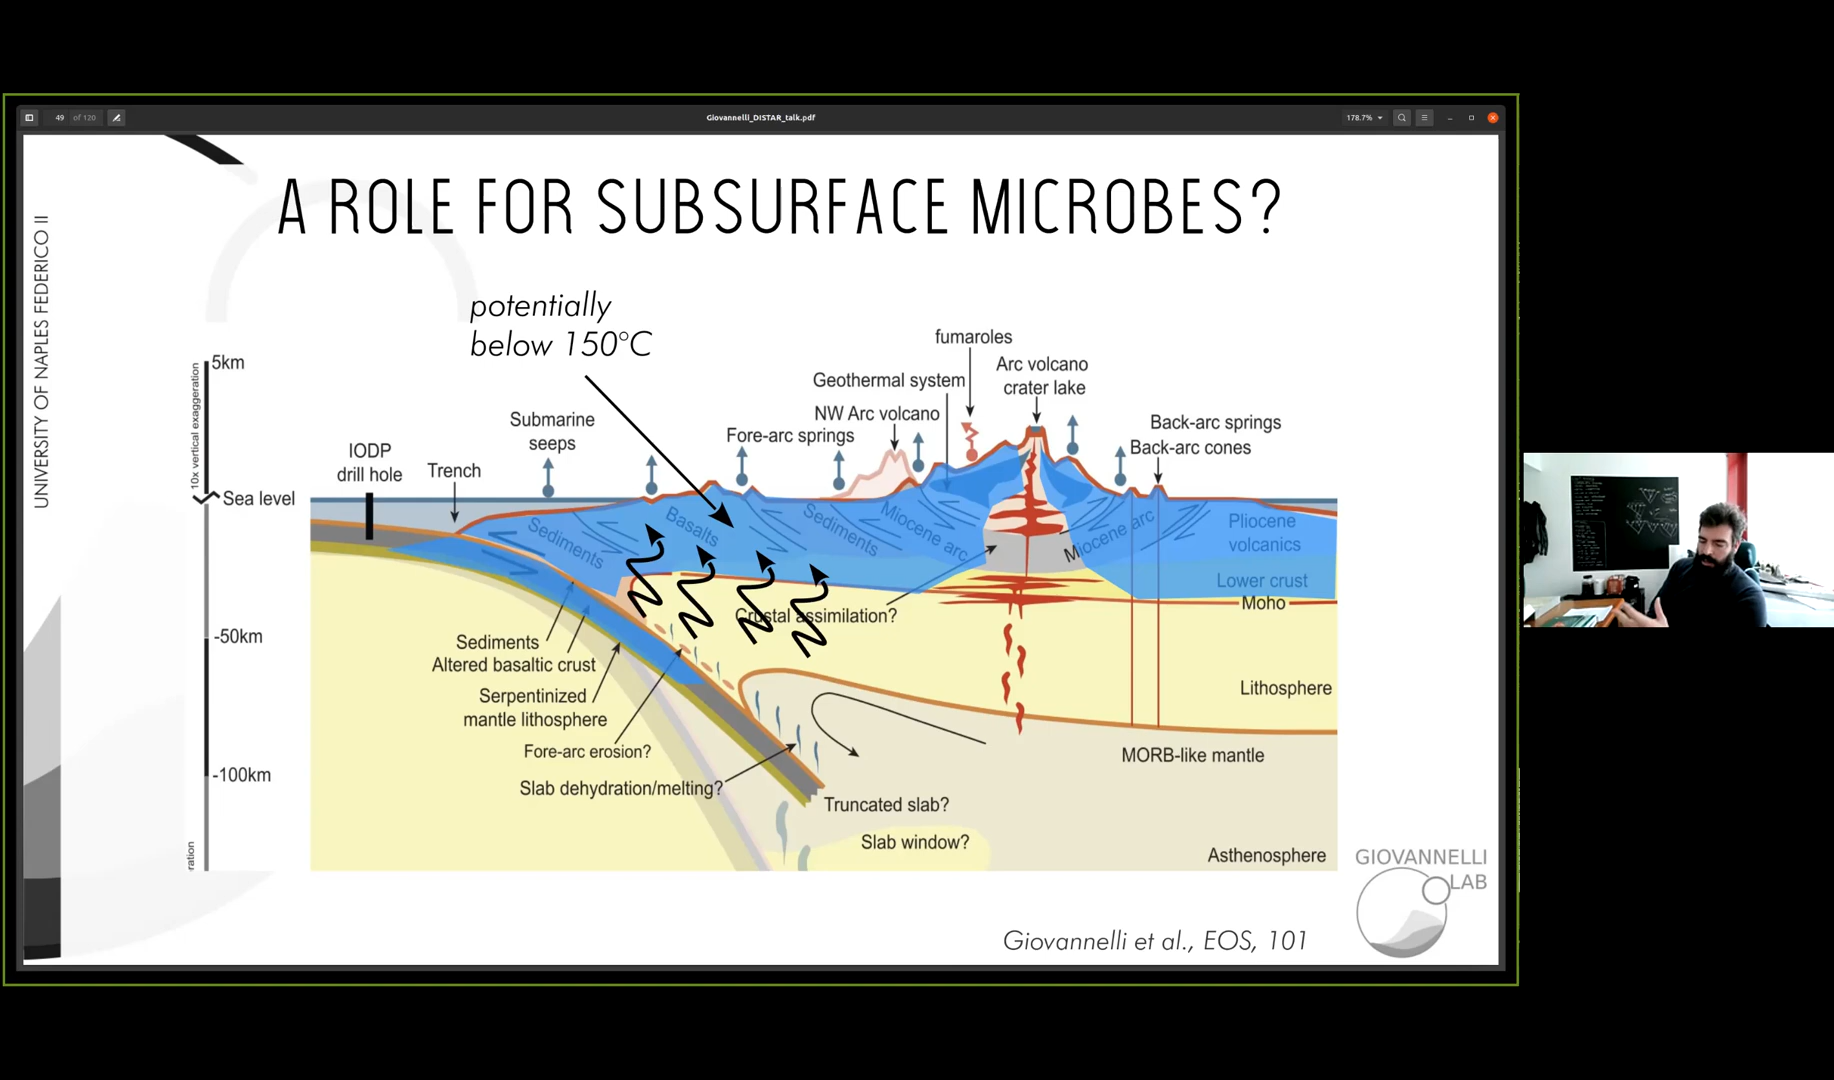 49 of 120
Giovannelli_DISTAR_talk.pdf
178.7%
UNIVERSITY OF NAPLES FEDERICO II
A ROLE FOR SUBSURFACE MICROBES?
potentially
below 150°C
10x vertical exaggeration
5km
Sea level
-50km
-100km
ration
IODP
drill hole
Trench
Submarine
seeps
Fore-arc springs
NW Arc volcano
Geothermal system
fumaroles
Arc volcano
crater lake
Back-arc springs
Back-arc cones
Sediments
Basalts
Sediments
Miocene arc
Miocene arc
Pliocene
volcanics
Lower crust
Moho
Crustal assimilation?
Sediments
Altered basaltic crust
Serpentinized
mantle lithosphere
Fore-arc erosion?
Slab dehydration/melting?
Lithosphere
MORB-like mantle
Truncated slab?
Slab window?
Asthenosphere
GIOVANNELLI
LAB
Giovannelli et al., EOS, 101